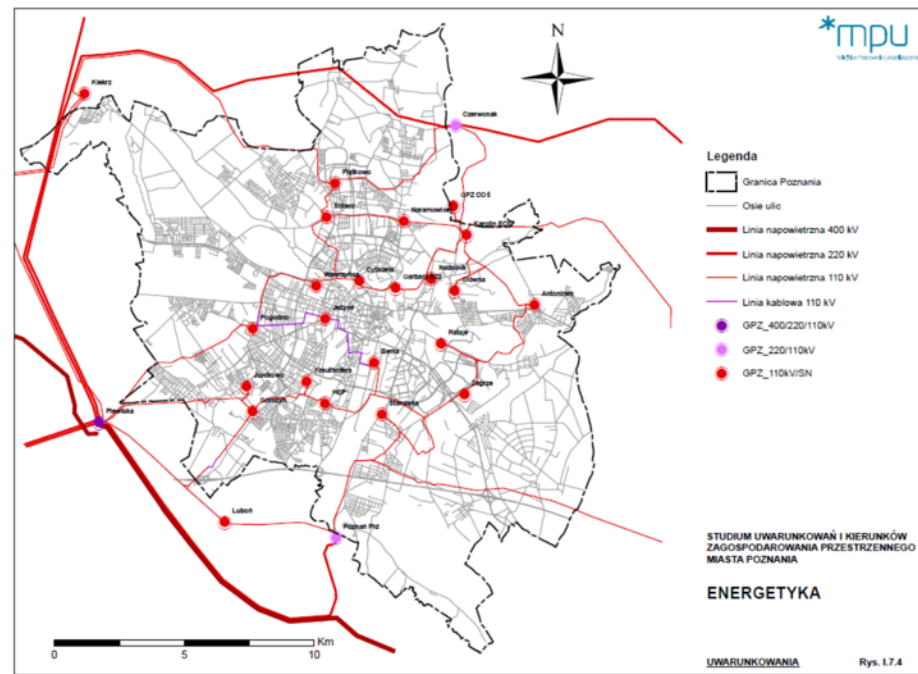 *mpu
N
Kiekrz
Czerwonak
Piątkowo
GPZ COŚ
Sołacz
Naramowice
Karolin
Nadolnik
Cytadela
Garbary
Główna
Antoninek
Jeżyce
Pogodno
Rataje
Bema
Junikowo
HCP
Górczyn
Starołęka
Plewiska
Luboń
Poznań Płd
Km
0 5 10
Legenda
Granica Poznania
Osie ulic
Linia napowietrzna 400 kV
Linia napowietrzna 220 kV
Linia napowietrzna 110 kV
Linia kablowa 110 kV
GPZ_400/220/110kV
GPZ_220/110kV
GPZ_110kV/SN
STUDIUM UWARUNKOWAŃ I KIERUNKÓW
ZAGOSPODAROWANIA PRZESTRZENNEGO
MIASTA POZNANIA
ENERGETYKA
UWARUNKOWANIA Rys. I.7.4